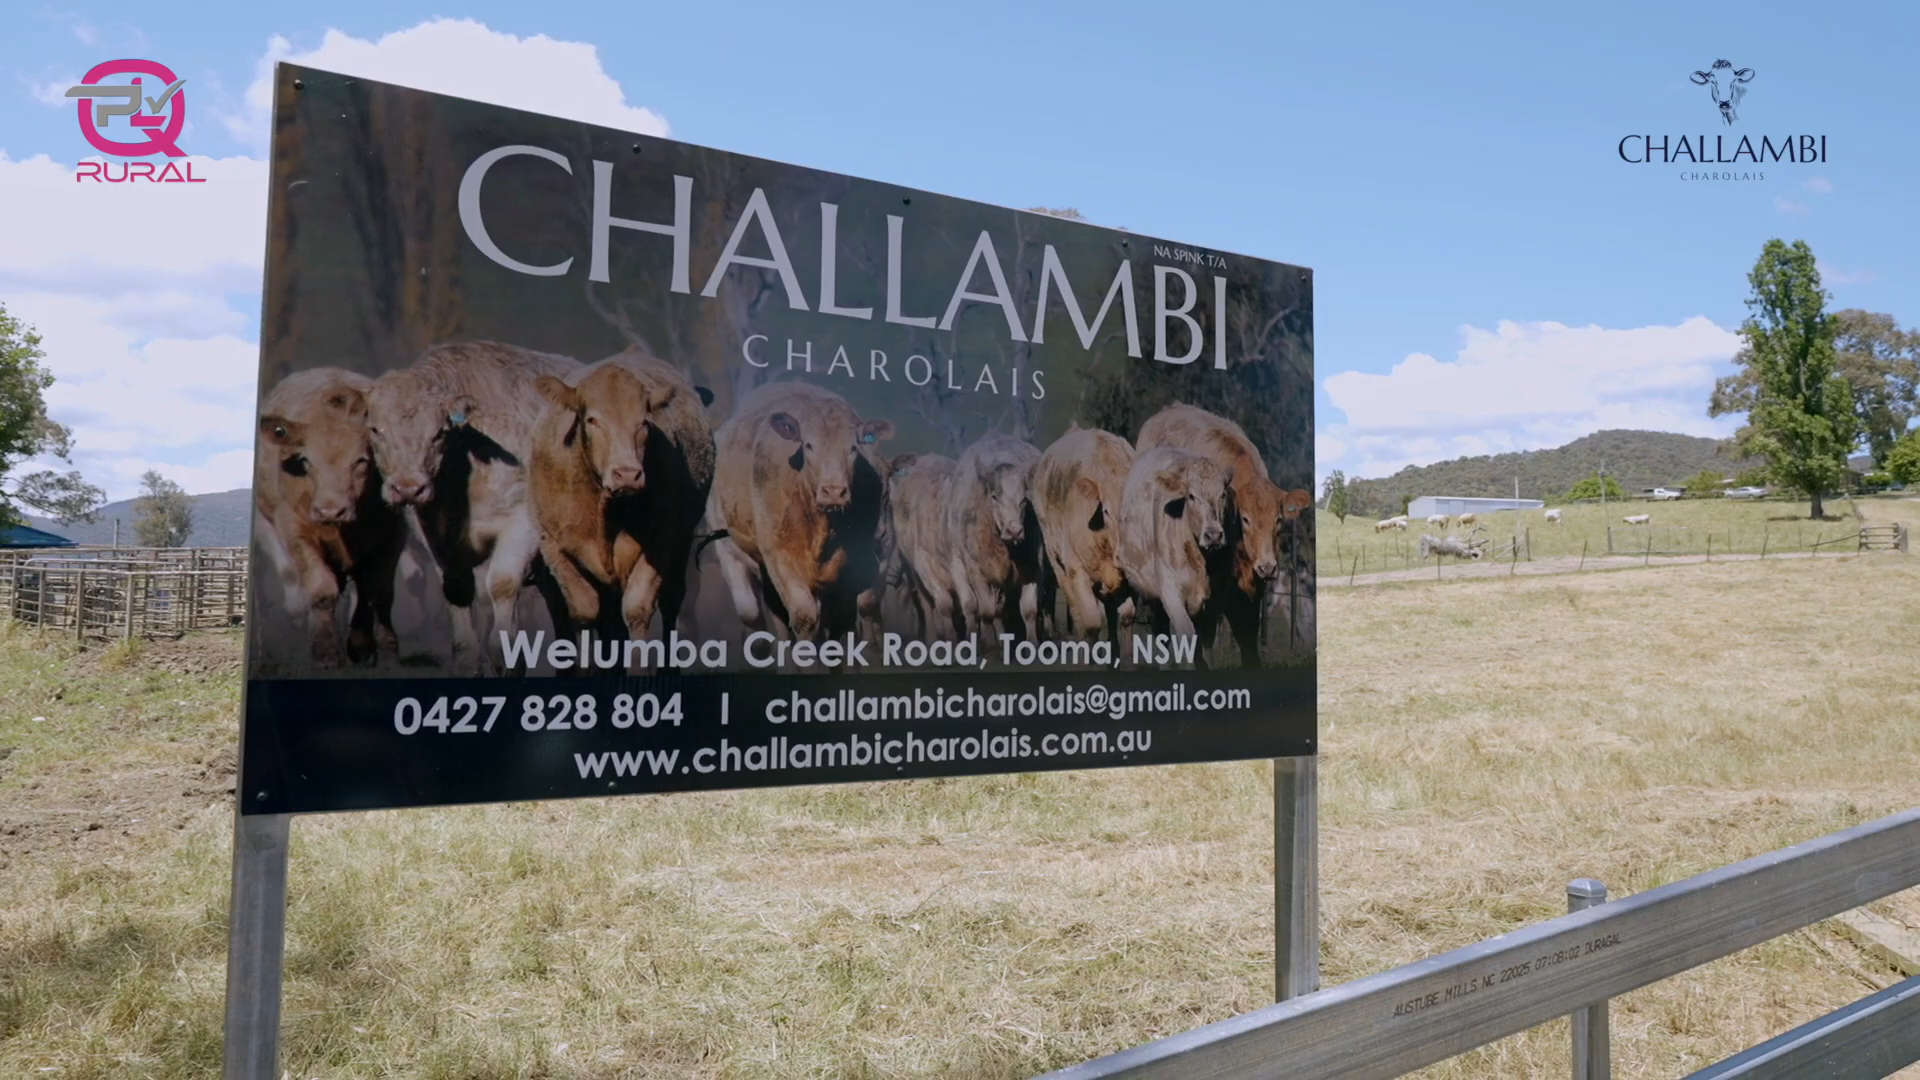 QPL
RURAL
CHALLAMBI
CHAROLAIS
NA SPINK T/A
CHALLAMBI
CHAROLAIS
Welumba Creek Road, Tooma, NSW
0427 828 804 | challambicharolais@gmail.com
www.challambicharolais.com.au
AUSTUBE MILLS NC 22025 07:08:02 DURAGAL